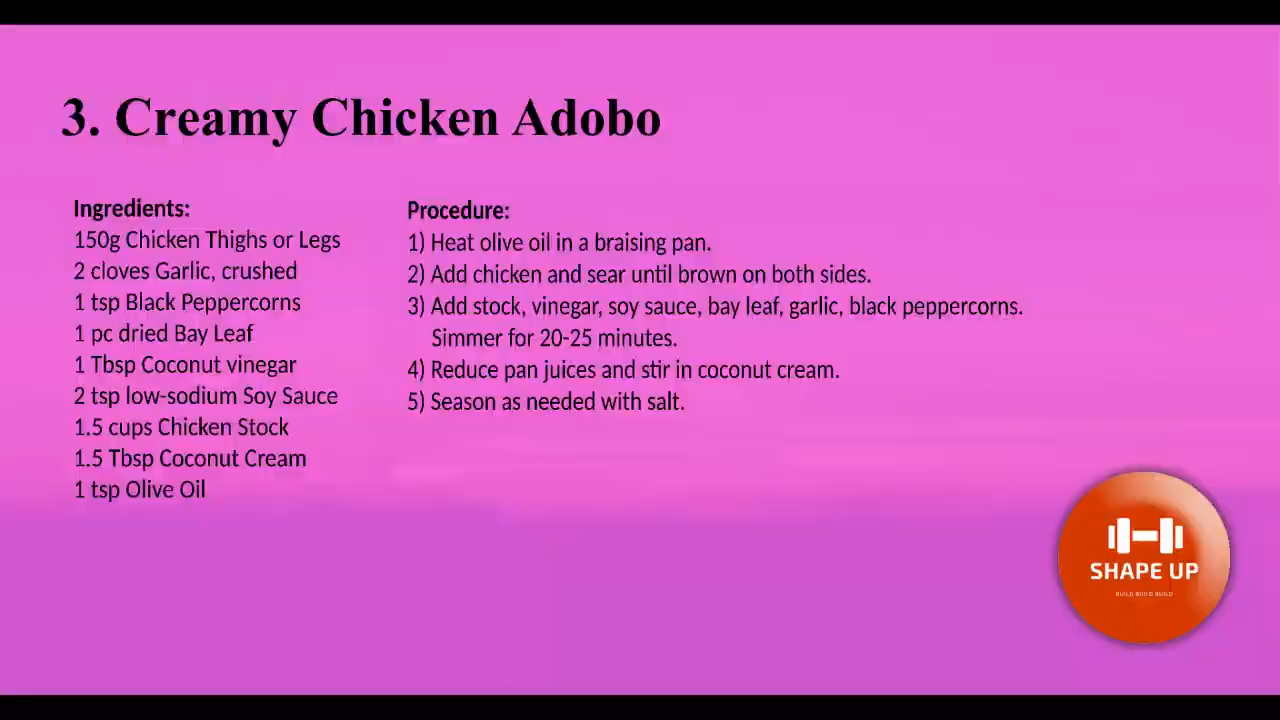 3. Creamy Chicken Adobo
Ingredients:
150g Chicken Thighs or Legs
2 cloves Garlic, crushed
1 tsp Black Peppercorns
1 pc dried Bay Leaf
1 Tbsp Coconut vinegar
2 tsp low-sodium Soy Sauce
1.5 cups Chicken Stock
1.5 Tbsp Coconut Cream
1 tsp Olive Oil
Procedure:
1) Heat olive oil in a braising pan.
2) Add chicken and sear until brown on both sides.
3) Add stock, vinegar, soy sauce, bay leaf, garlic, black peppercorns.
Simmer for 20-25 minutes.
4) Reduce pan juices and stir in coconut cream.
5) Season as needed with salt.
SHAPE UP
BUILD BUILD BUILD